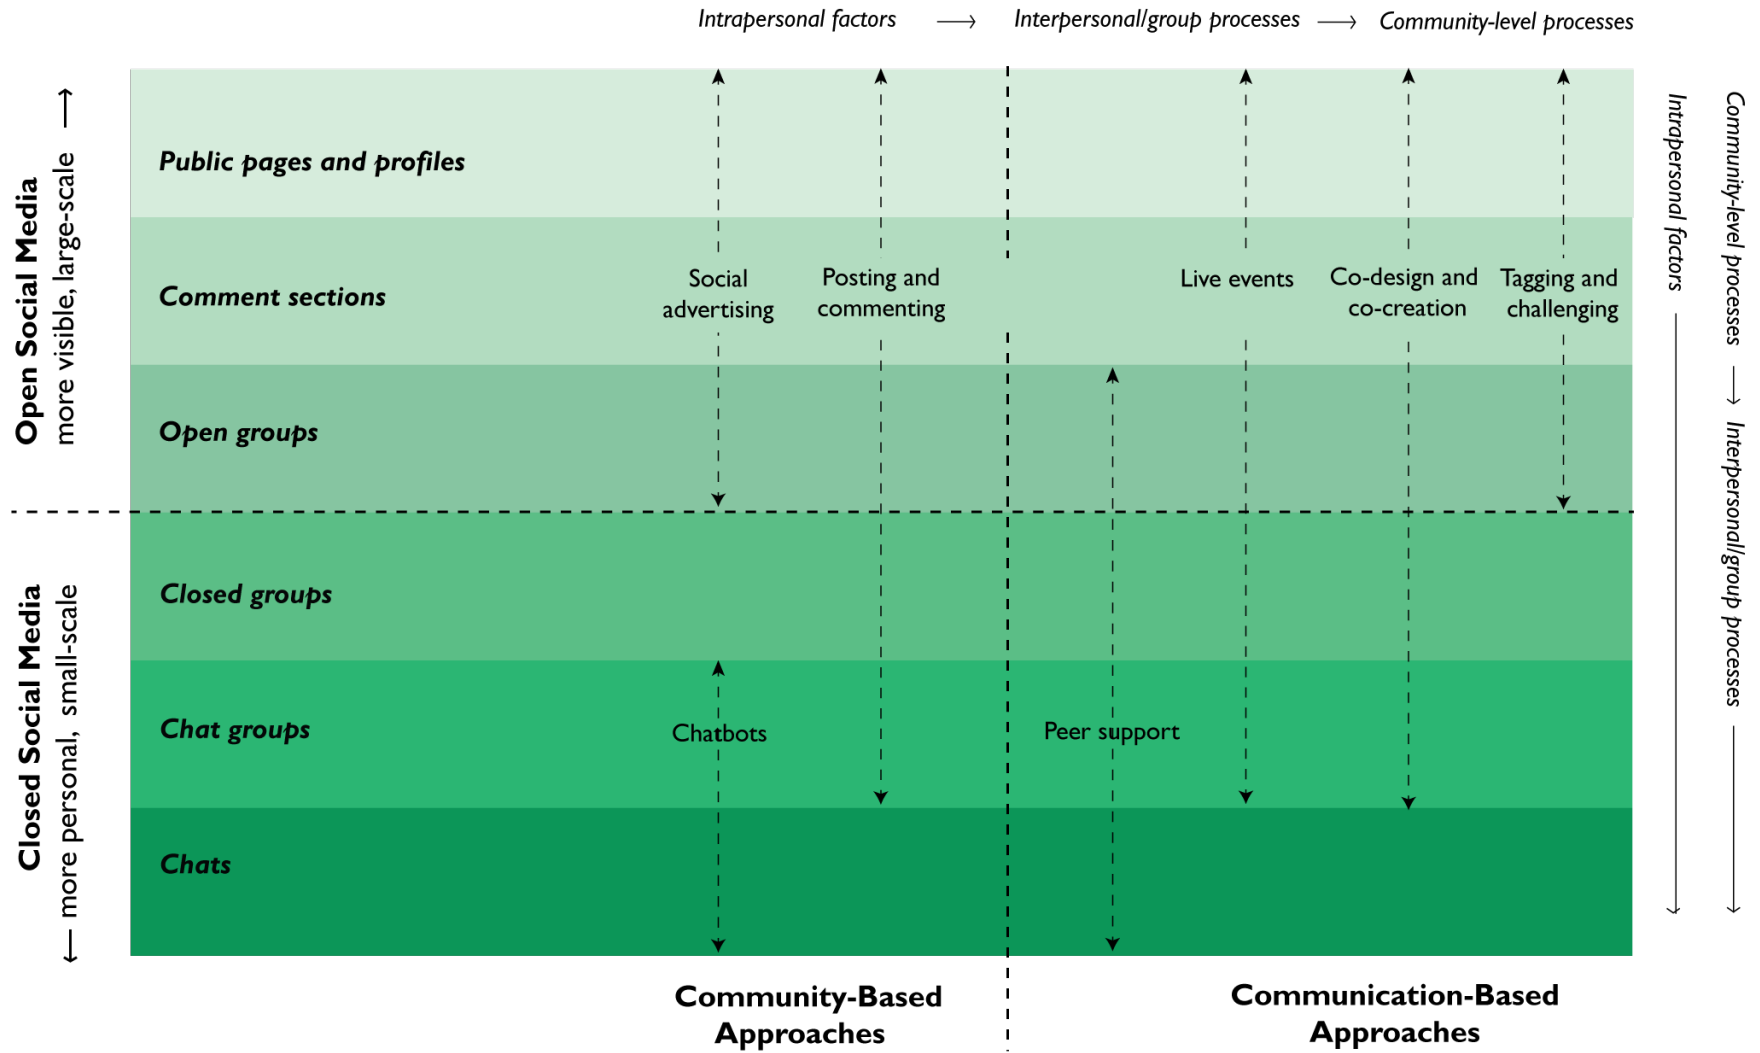 Intrapersonal factors → Interpersonal/group processes → Community-level processes
Open Social Media
more visible, large-scale →
Public pages and profiles
Comment sections
Open groups
Social
advertising
Posting and
commenting
Live events
Co-design and
co-creation
Tagging and
challenging
Closed Social Media
← more personal, small-scale
Closed groups
Chat groups
Chats
Chatbots
Peer support
Intrapersonal factors →
Community-level processes → Interpersonal/group processes →
Community-Based
Approaches
Communication-Based
Approaches